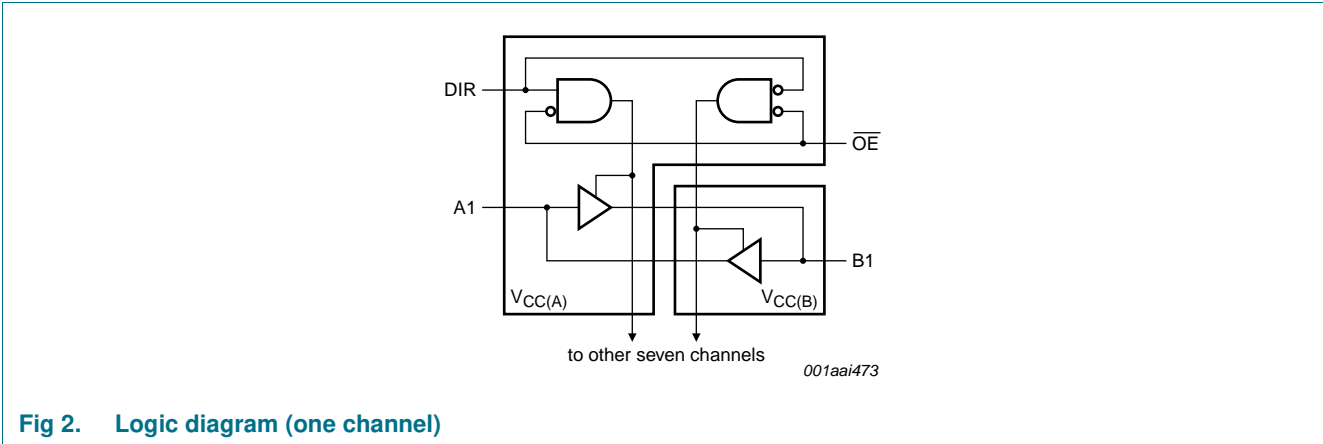 DIR
OE
A1
B1
VCC(A)
VCC(B)
to other seven channels
001aai473
Fig 2. Logic diagram (one channel)